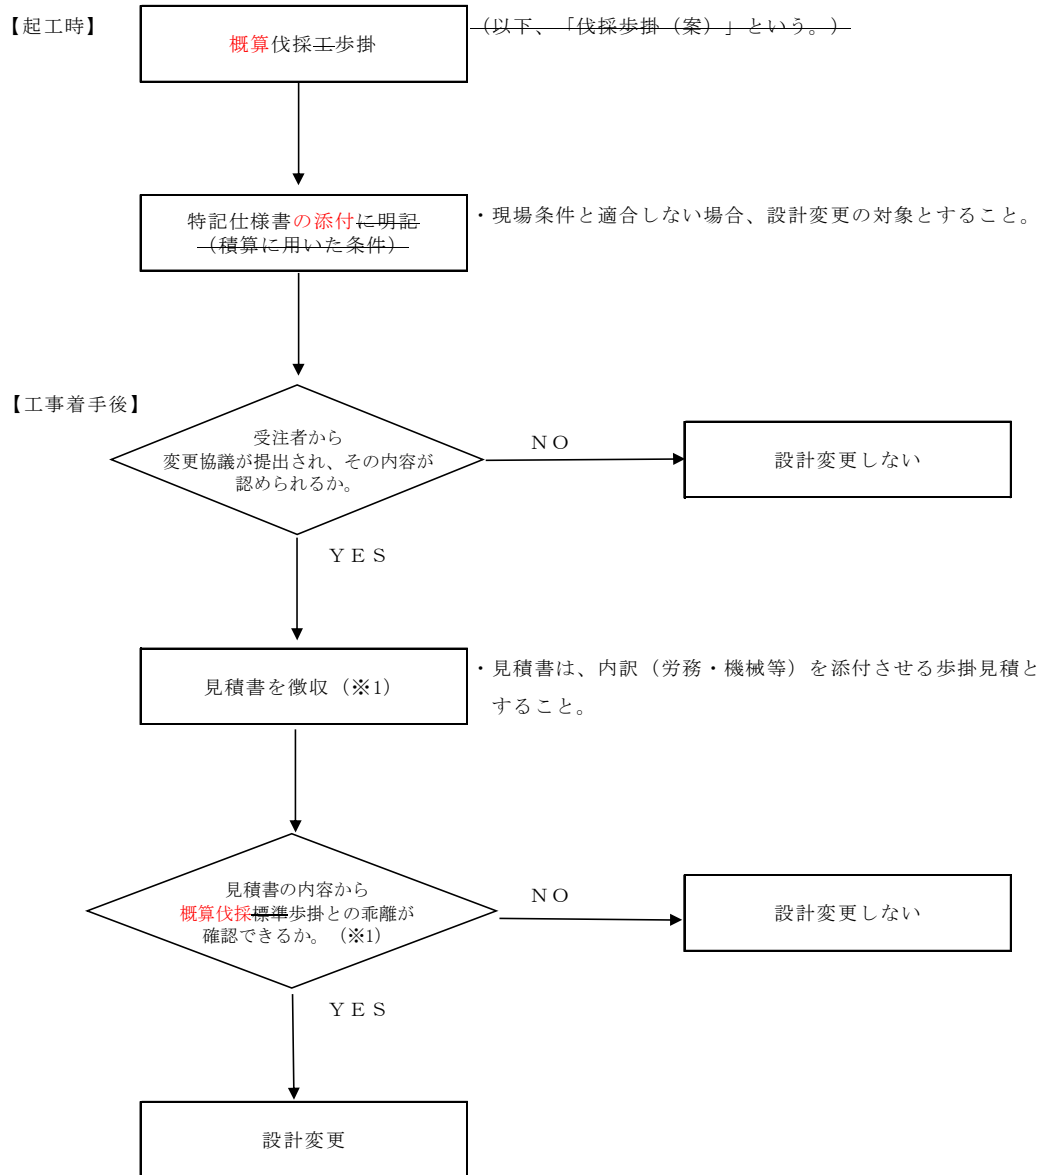 【起工時】
概算伐採工歩掛
（以下、「伐採歩掛（案）」という。）
特記仕様書の添付に明記
（積算に用いた条件）
・現場条件と適合しない場合、設計変更の対象とすること。
【工事着手後】
受注者から
変更協議が提出され、その内容が
認められるか。
ＮＯ
設計変更しない
ＹＥＳ
見積書を徴収（※1）
・見積書は、内訳（労務・機械等）を添付させる歩掛見積と
すること。
見積書の内容から
概算伐採標準歩掛との乖離が
確認できるか。（※1）
ＮＯ
設計変更しない
ＹＥＳ
設計変更